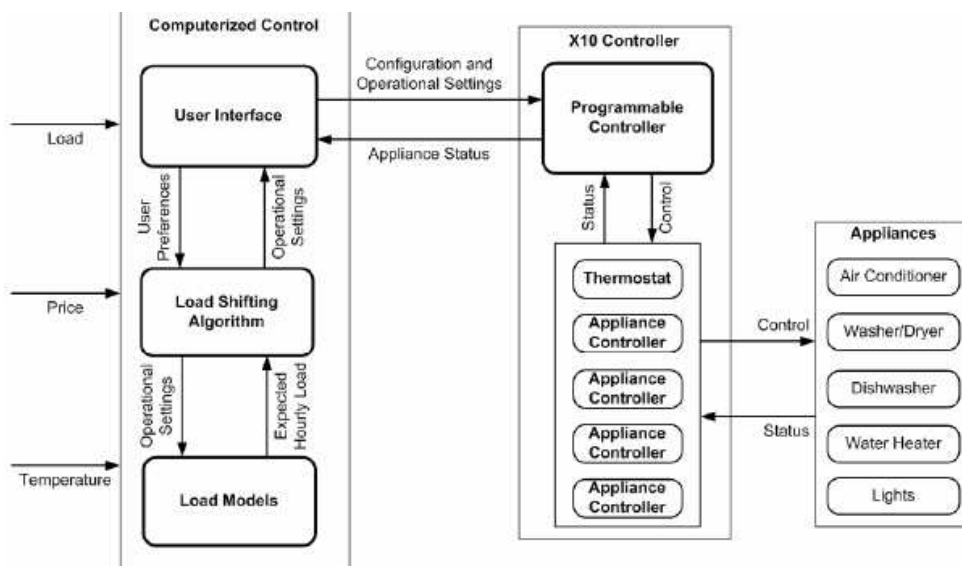 Computerized Control
User Interface
Load
User
Preferences
Operational
Settings
Price
Load Shifting
Algorithm
Operational
Settings
Expected
Hourly Load
Temperature
Load Models
Configuration and
Operational Settings
Appliance Status
X10 Controller
Programmable
Controller
Status
Control
Thermostat
Appliance
Controller
Appliance
Controller
Appliance
Controller
Appliance
Controller
Control
Status
Appliances
Air Conditioner
Washer/Dryer
Dishwasher
Water Heater
Lights